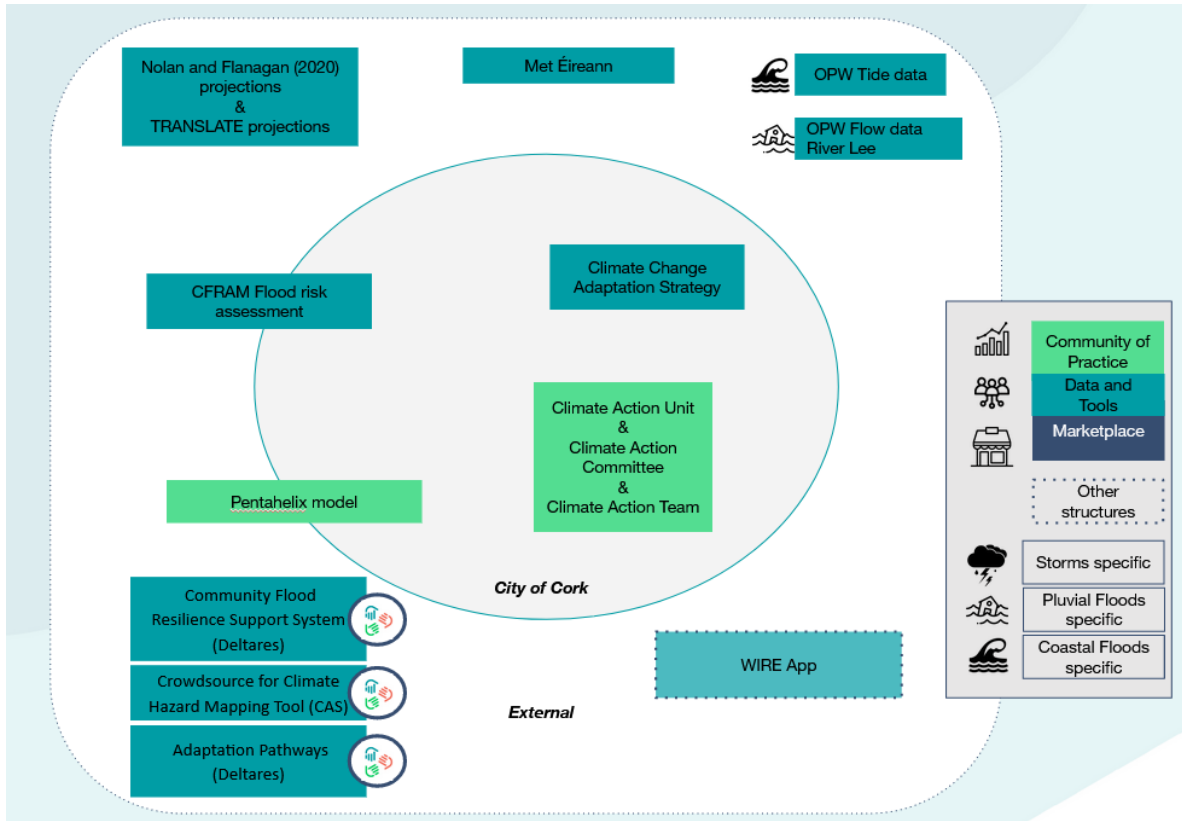 Nolan and Flanagan (2020)
projections
&
TRANSLATE projections
Met Éireann
OPW Tide data
OPW Flow data
River Lee
Climate Change
Adaptation Strategy
CFRAM Flood risk
assessment
Climate Action Unit
&
Climate Action
Committee
&
Climate Action Team
Pentahelix model
City of Cork
Community Flood
Resilience Support System
(Deltares)
Crowdsource for Climate
Hazard Mapping Tool (CAS)
Adaptation Pathways
(Deltares)
WIRE App
External
Community of
Practice
Data and
Tools
Marketplace
Other
structures
Storms specific
Pluvial Floods
specific
Coastal Floods
specific